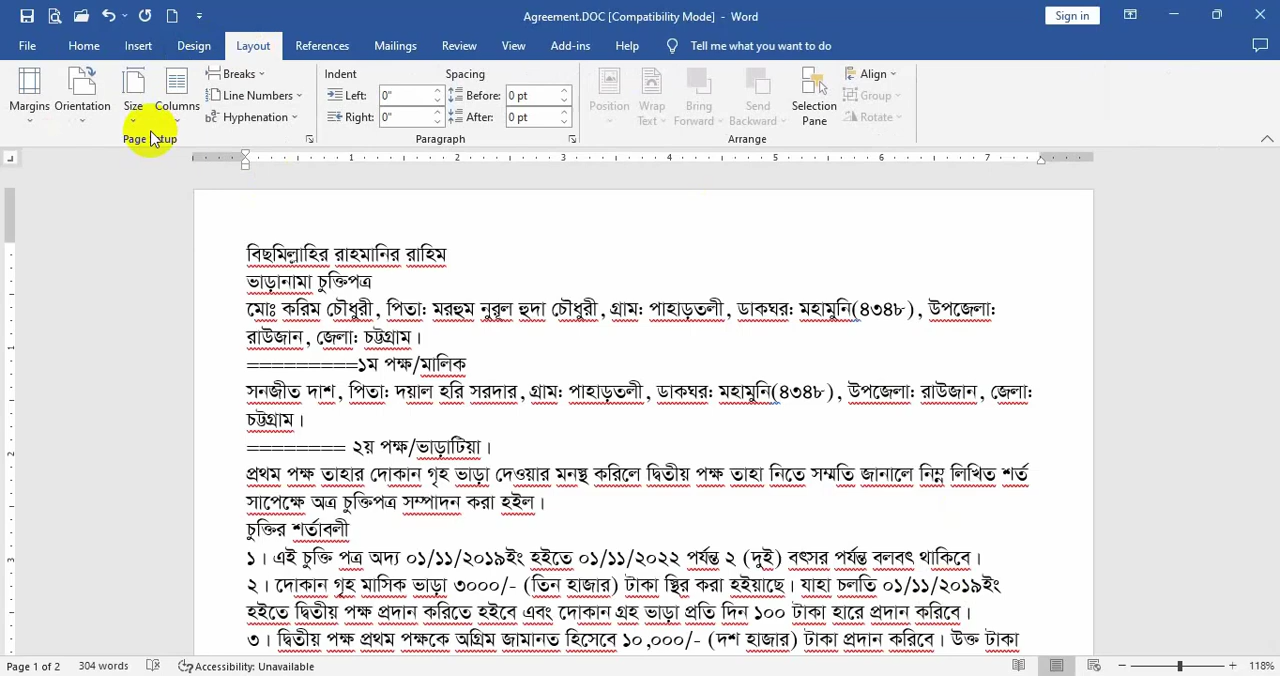 Agreement.DOC [Compatibility Mode] - Word
Sign in
File Home Insert Design Layout References Mailings Review View Add-ins Help Tell me what you want to do
Margins Orientation Size Columns
Breaks
Line Numbers
Hyphenation
Page Setup
Indent Spacing
Left: 0" Before: 0 pt
Right: 0" After: 0 pt
Paragraph
Position Wrap Text Bring Forward Send Backward Selection Pane
Align
Group
Rotate
Arrange
1 2 3 4 5 6 7
বিছমিল্লাহির রাহমানির রাহিম
ভাড়ানামা চুক্তিপত্র
মোঃ করিম চৌধুরী, পিতা: মরহুম নুরুল হুদা চৌধুরী, গ্রাম: পাহাড়তলী, ডাকঘর: মহামুনি(৪৩৪৮), উপজেলা:
রাউজান, জেলা: চট্টগ্রাম।
=========১ম পক্ষ/মালিক
সনজীত দাশ, পিতা: দয়াল হরি সরদার, গ্রাম: পাহাড়তলী, ডাকঘর: মহামুনি(৪৩৪৮), উপজেলা: রাউজান, জেলা:
চট্টগ্রাম।
======== ২য় পক্ষ/ভাড়াটিয়া।
প্রথম পক্ষ তাহার দোকান গৃহ ভাড়া দেওয়ার মনস্থ করিলে দ্বিতীয় পক্ষ তাহা নিতে সম্মতি জানালে নিম্ন লিখিত শর্ত
সাপেক্ষে অত্র চুক্তিপত্র সম্পাদন করা হইল।
চুক্তির শর্তাবলী
১। এই চুক্তি পত্র অদ্য ০১/১১/২০১৯ইং হইতে ০১/১১/২০২২ পর্যন্ত ২ (দুই) বৎসর পর্যন্ত বলবৎ থাকিবে।
২। দোকান গৃহ মাসিক ভাড়া ৩০০০/- (তিন হাজার) টাকা স্থির করা হইয়াছে। যাহা চলতি ০১/১১/২০১৯ইং
হইতে দ্বিতীয় পক্ষ প্রদান করিতে হইবে এবং দোকান গ্রহ ভাড়া প্রতি দিন ১০০ টাকা হারে প্রদান করিবে।
৩। দ্বিতীয় পক্ষ প্রথম পক্ষকে অগ্রিম জামানত হিসেবে ১০,০০০/- (দশ হাজার) টাকা প্রদান করিবে। উক্ত টাকা
Page 1 of 2 304 words Accessibility: Unavailable 118%